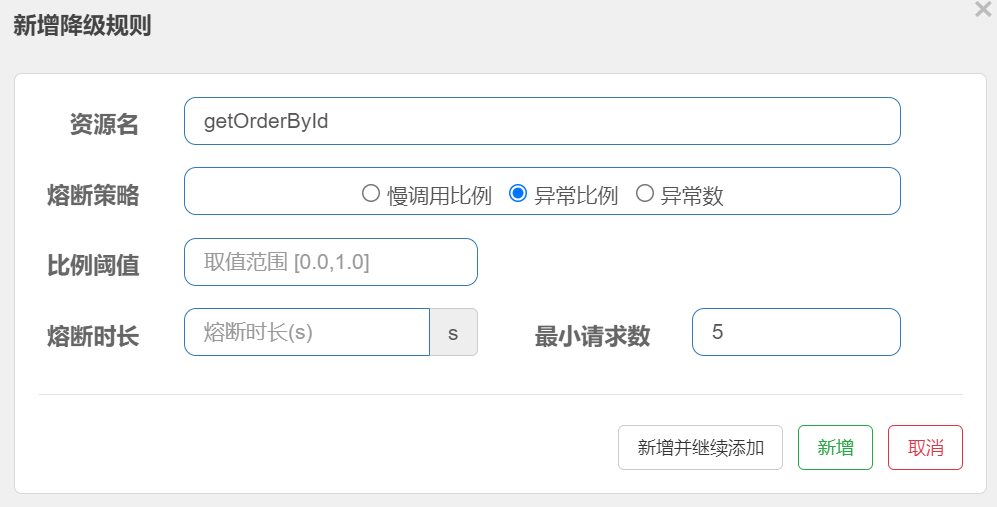 新增降级规则
资源名 getOrderById
熔断策略 慢调用比例 异常比例 异常数
比例阈值 取值范围 [0.0,1.0]
熔断时长 熔断时长(s) s 最小请求数 5
新增并继续添加 新增 取消